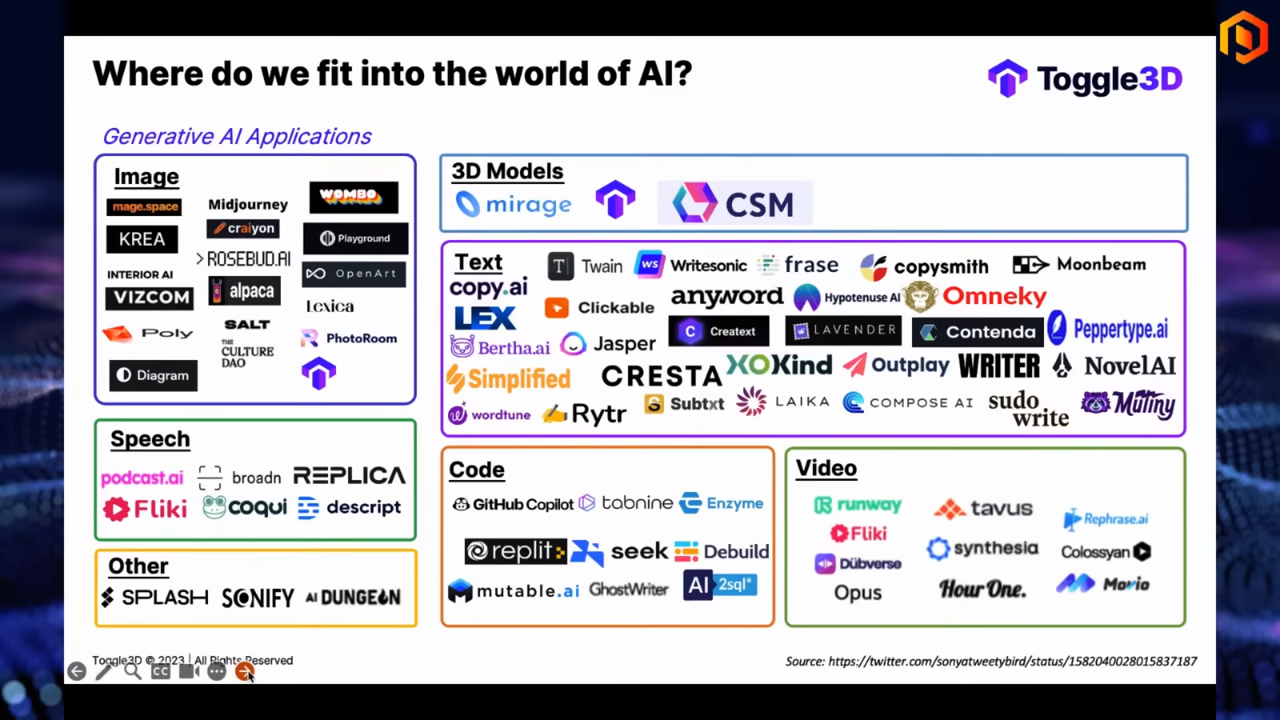 Where do we fit into the world of AI?
Toggle3D
Generative AI Applications
Image
mage.space
Midjourney
WOMBO
KREA
craiyon
Playground
>ROSEBUD.AI
OpenArt
INTERIOR AI
VIZCOM
alpaca
Lexica
Poly
SALT
PhotoRoom
THE
CULTURE
DAO
Diagram
3D Models
mirage
CSM
Text
T Twain
WS Writesonic
frase
copysmith
Moonbeam
copy.ai
Clickable
anyword
Hypotenuse AI
Omneky
LEX
C Creatext
LAVENDER
Contenda
Peppertype.ai
Bertha.ai
Jasper
XOKind
Outplay
WRITER
NovelAI
Simplified
CRESTA
wordtune
Rytr
S Subtxt
LAIKA
COMPOSE AI
sudo
write
Mutiny
Speech
podcast.ai
broadn
REPLICA
Fliki
coqui
descript
Other
SPLASH
SONIFY
AI DUNGEON
Code
GitHub Copilot
tabnine
Enzyme
replit
seek
Debuild
mutable.ai
GhostWriter
AI 2sql*
Video
runway
tavus
Rephrase.ai
Fliki
synthesia
Colossyan
Dübverse
Opus
Hour One.
Movio
Toggle3D © 2023 | All Rights Reserved
CC
Source: https://twitter.com/sonyatweetybird/status/1582040028015837187